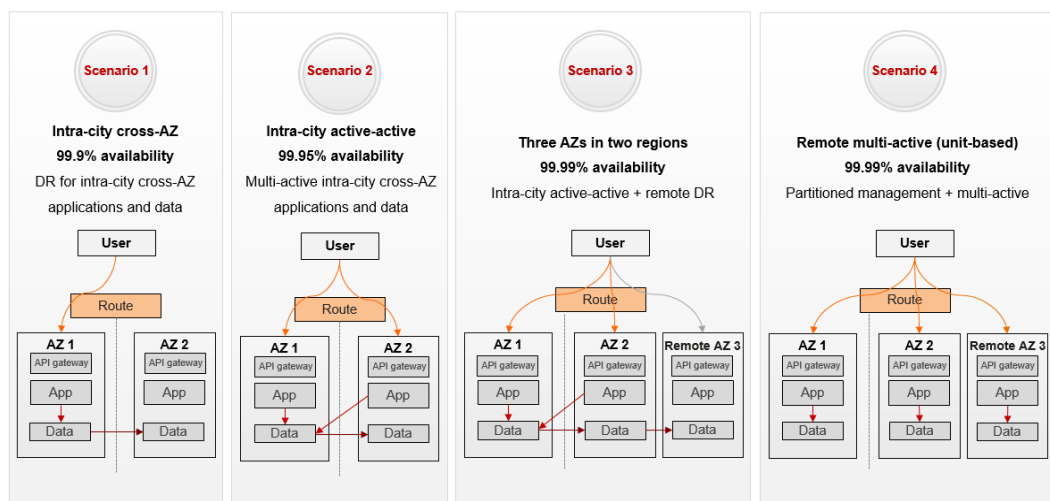 Scenario 1
Intra-city cross-AZ
99.9% availability
DR for intra-city cross-AZ
applications and data
User
Route
AZ 1
API gateway
App
Data
AZ 2
API gateway
App
Data
Scenario 2
Intra-city active-active
99.95% availability
Multi-active intra-city cross-AZ
applications and data
User
Route
AZ 1
API gateway
App
Data
AZ 2
API gateway
App
Data
Scenario 3
Three AZs in two regions
99.99% availability
Intra-city active-active + remote DR
User
Route
AZ 1
API gateway
App
Data
AZ 2
API gateway
App
Data
Remote AZ 3
API gateway
App
Data
Scenario 4
Remote multi-active (unit-based)
99.99% availability
Partitioned management + multi-active
User
Route
AZ 1
API gateway
App
Data
AZ 2
API gateway
App
Data
Remote AZ 3
API gateway
App
Data